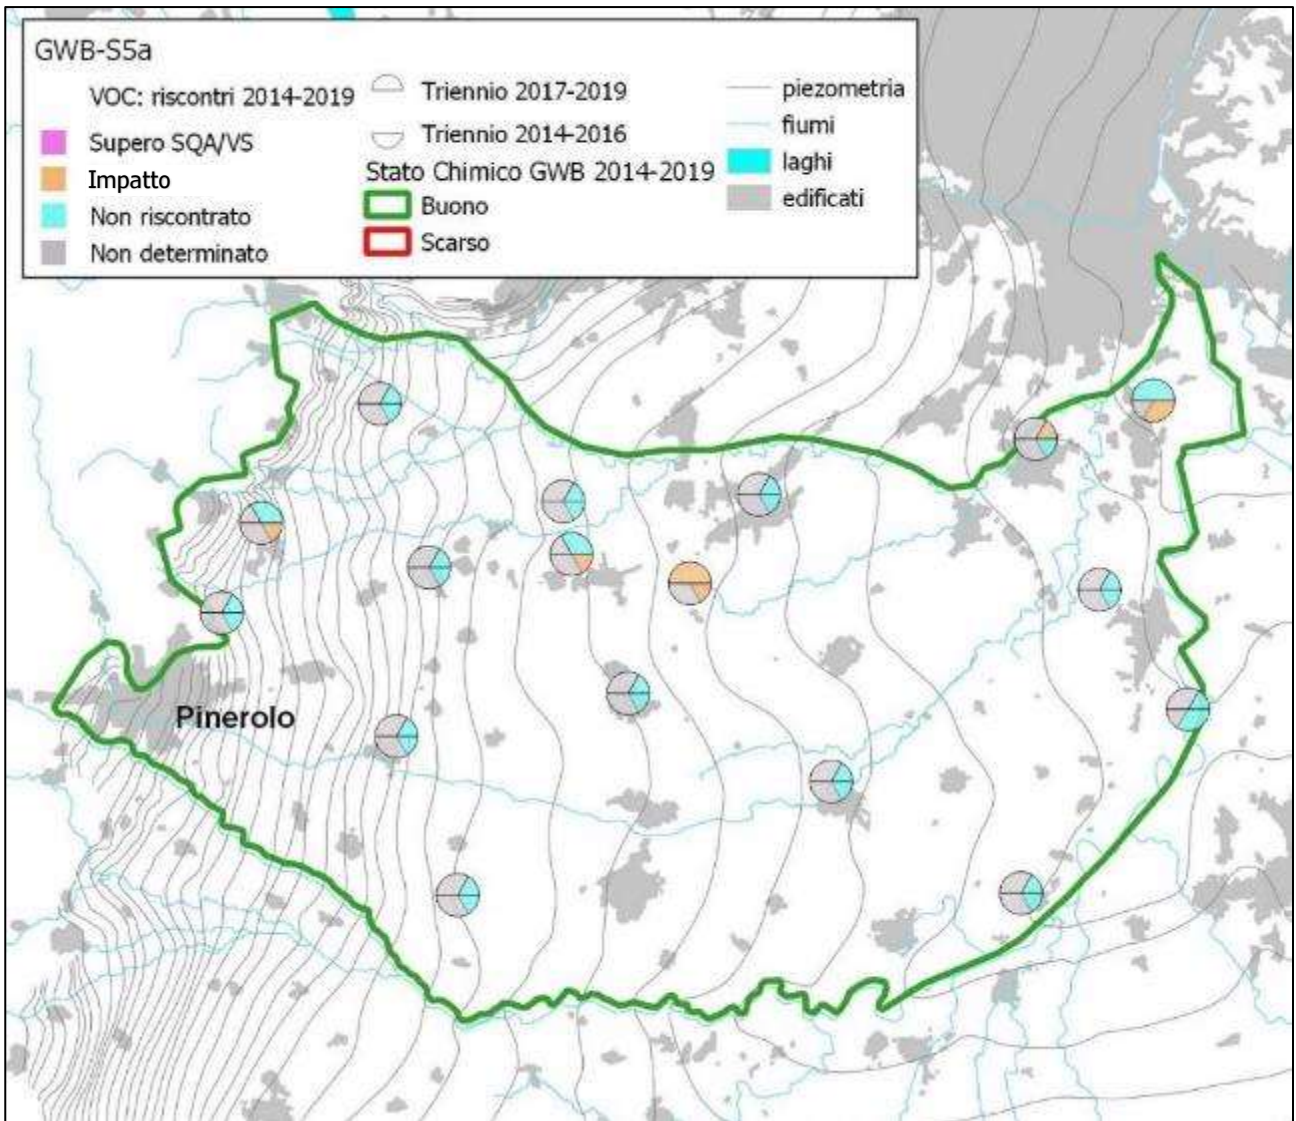 GWB-S5a
VOC: riscontri 2014-2019
Supero SQA/VS
Impatto
Non riscontrato
Non determinato
Triennio 2017-2019
Triennio 2014-2016
Stato Chimico GWB 2014-2019
Buono
Scarso
piezometria
fiumi
laghi
edificati
Pinerolo